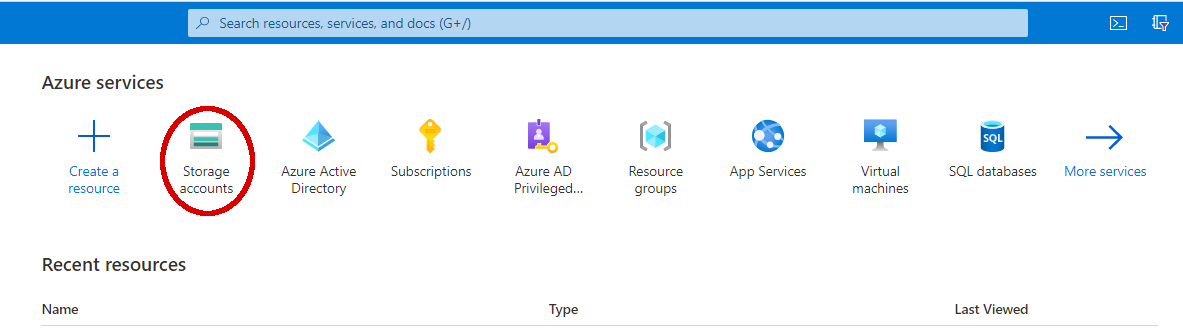 Search resources, services, and docs (G+/)
Azure services
Create a
resource
Storage
accounts
Azure Active
Directory
Subscriptions
Azure AD
Privileged...
Resource
groups
App Services
Virtual
machines
SQL
SQL databases
More services
Recent resources
Name Type Last Viewed